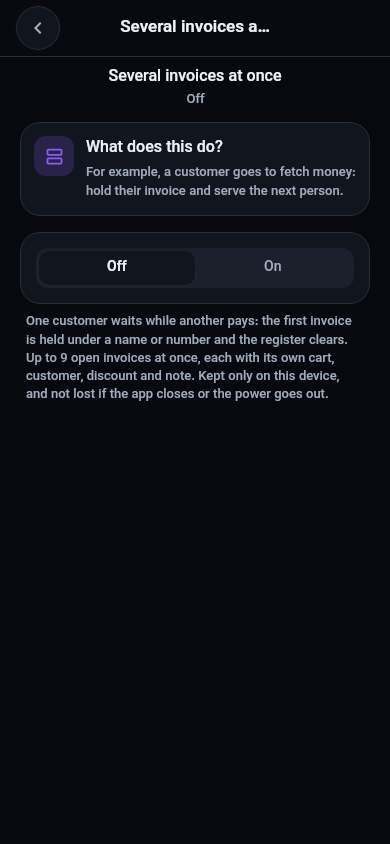 Several invoices a…
Several invoices at once
Off
What does this do?
For example, a customer goes to fetch money:
hold their invoice and serve the next person.
Off
On
One customer waits while another pays: the first invoice
is held under a name or number and the register clears.
Up to 9 open invoices at once, each with its own cart,
customer, discount and note. Kept only on this device,
and not lost if the app closes or the power goes out.